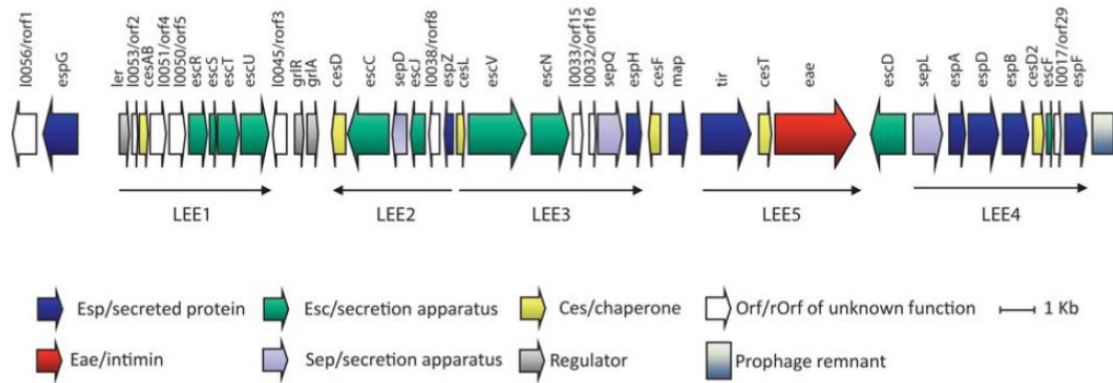 l0056/rorf1
espG
ler
l0053/orf2
cesAB
l0051/orf4
l0050/orf5
escR
escS
escT
escU
l0045/rorf3
grlR
grlA
cesD
escC
sepD
escJ
l0038/rorf8
espZ
cesL
escV
escN
l0033/orf15
l0032/orf16
sepQ
espH
cesF
map
tir
cesT
eae
escD
sepL
espA
espD
espB
cesD2
escF
l0017/orf29
espF
LEE1
LEE2
LEE3
LEE5
LEE4
Esp/secreted protein
Esc/secretion apparatus
Ces/chaperone
Orf/rOrf of unknown function
1 Kb
Eae/intimin
Sep/secretion apparatus
Regulator
Prophage remnant